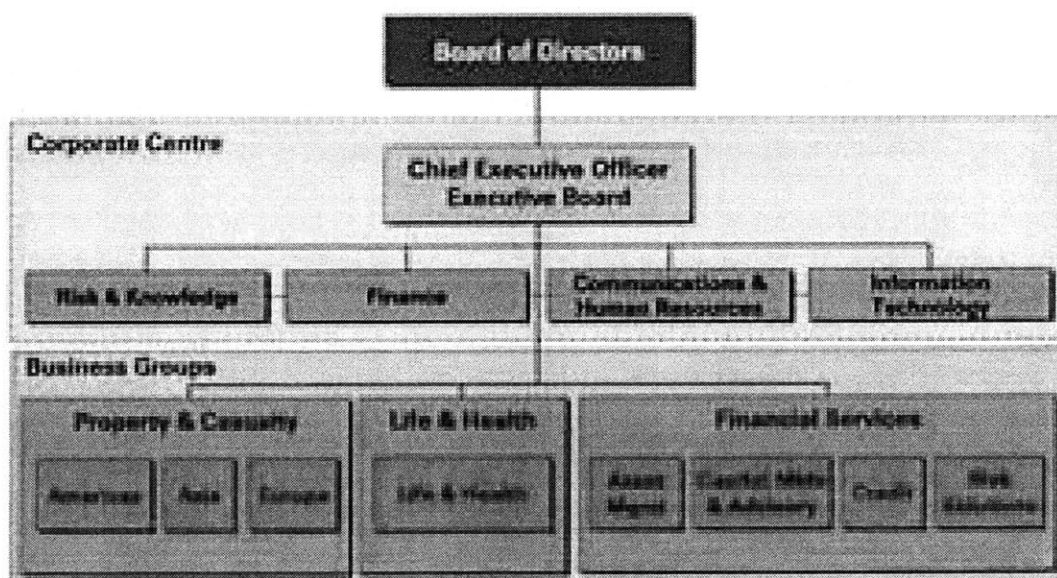 Board of Directors
Corporate Centre
Chief Executive Officer
Executive Board
Risk & Knowledge
Finance
Communications &
Human Resources
Information
Technology
Business Groups
Property & Casualty
Life & Health
Financial Services
Americas
Asia
Europe
Life & Health
Asset
Mgmt
Capital Mkts
& Advisory
Credit
Risk
Solutions